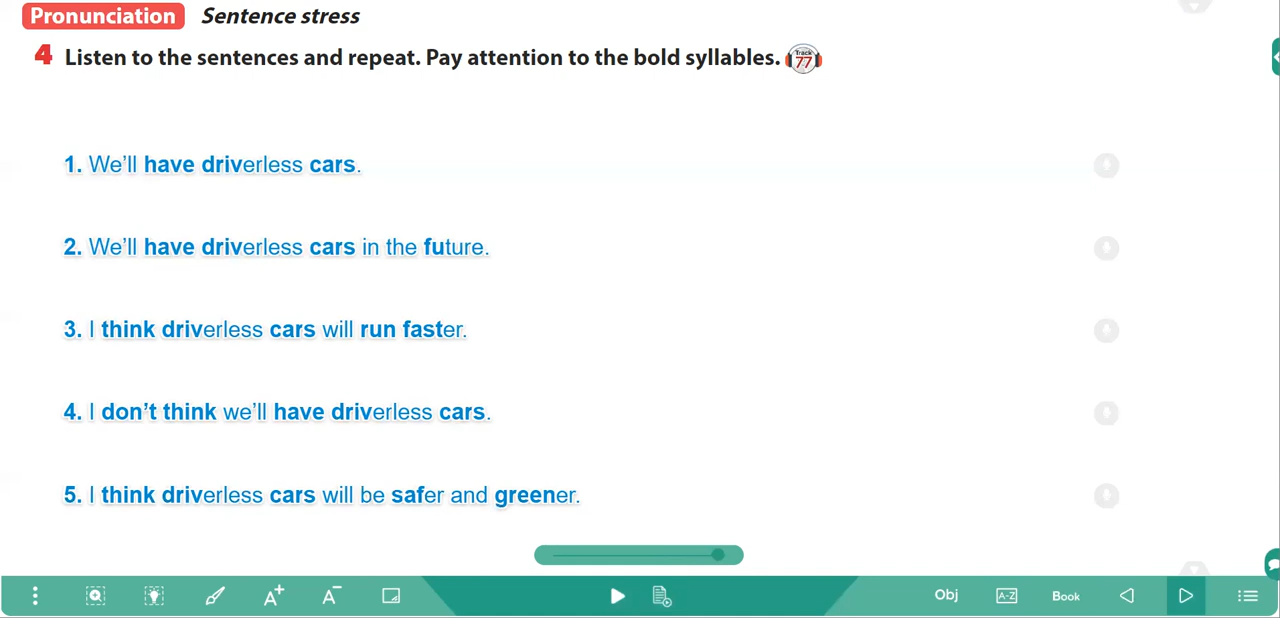 Pronunciation Sentence stress
4 Listen to the sentences and repeat. Pay attention to the bold syllables. Track 77
1. We'll have driverless cars.
2. We'll have driverless cars in the future.
3. I think driverless cars will run faster.
4. I don't think we'll have driverless cars.
5. I think driverless cars will be safer and greener.
A+ A- Obj A-Z Book